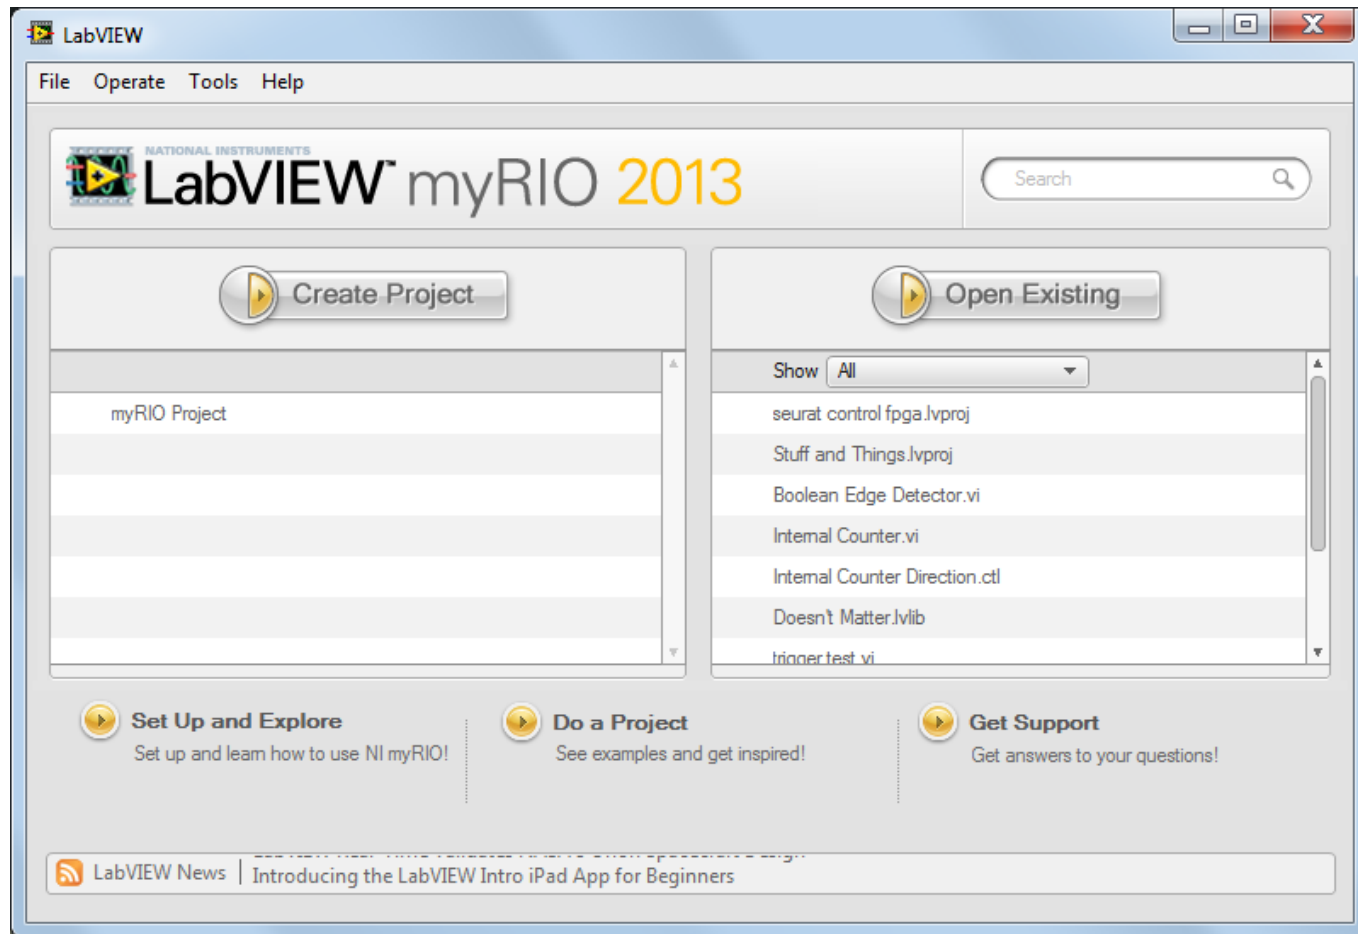 LabVIEW
File Operate Tools Help
NATIONAL INSTRUMENTS
LabVIEW™ myRIO 2013
Search
Create Project
Open Existing
Show All
myRIO Project
seurat control fpga.lvproj
Stuff and Things.lvproj
Boolean Edge Detector.vi
Internal Counter.vi
Internal Counter Direction.ctl
Doesn't Matter.lvlib
trigger test vi
Set Up and Explore
Set up and learn how to use NI myRIO!
Do a Project
See examples and get inspired!
Get Support
Get answers to your questions!
LabVIEW News
Introducing the LabVIEW Intro iPad App for Beginners